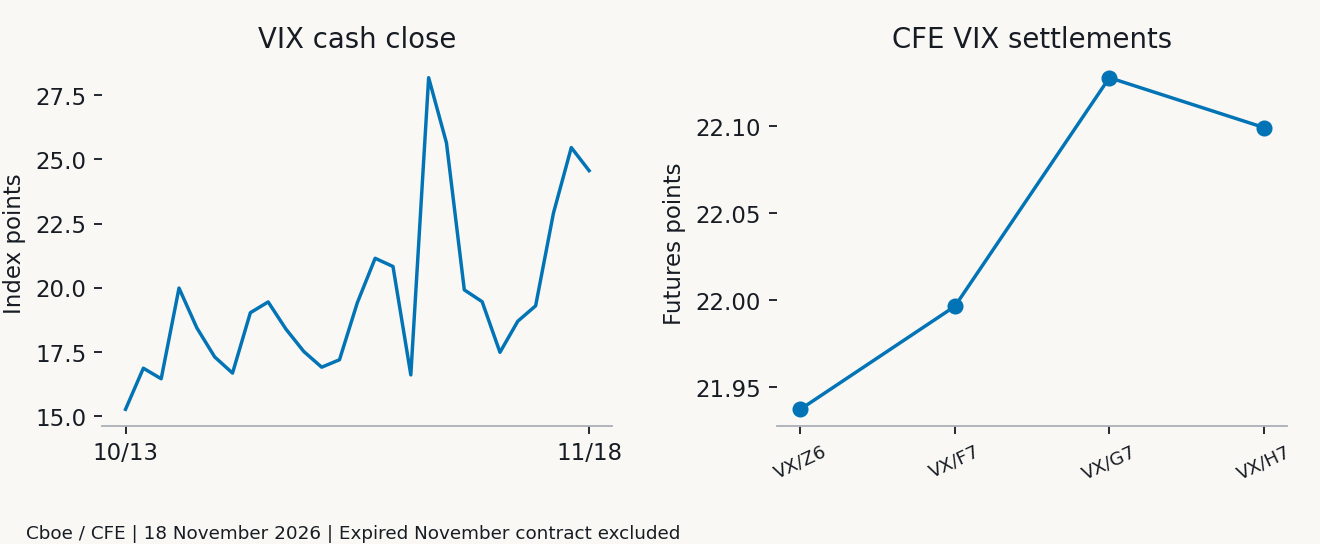 VIX cash close
Index points
27.5
25.0
22.5
20.0
17.5
15.0
10/13
11/18
CFE VIX settlements
Futures points
22.10
22.05
22.00
21.95
VX/Z6
VX/F7
VX/G7
VX/H7
Cboe / CFE | 18 November 2026 | Expired November contract excluded